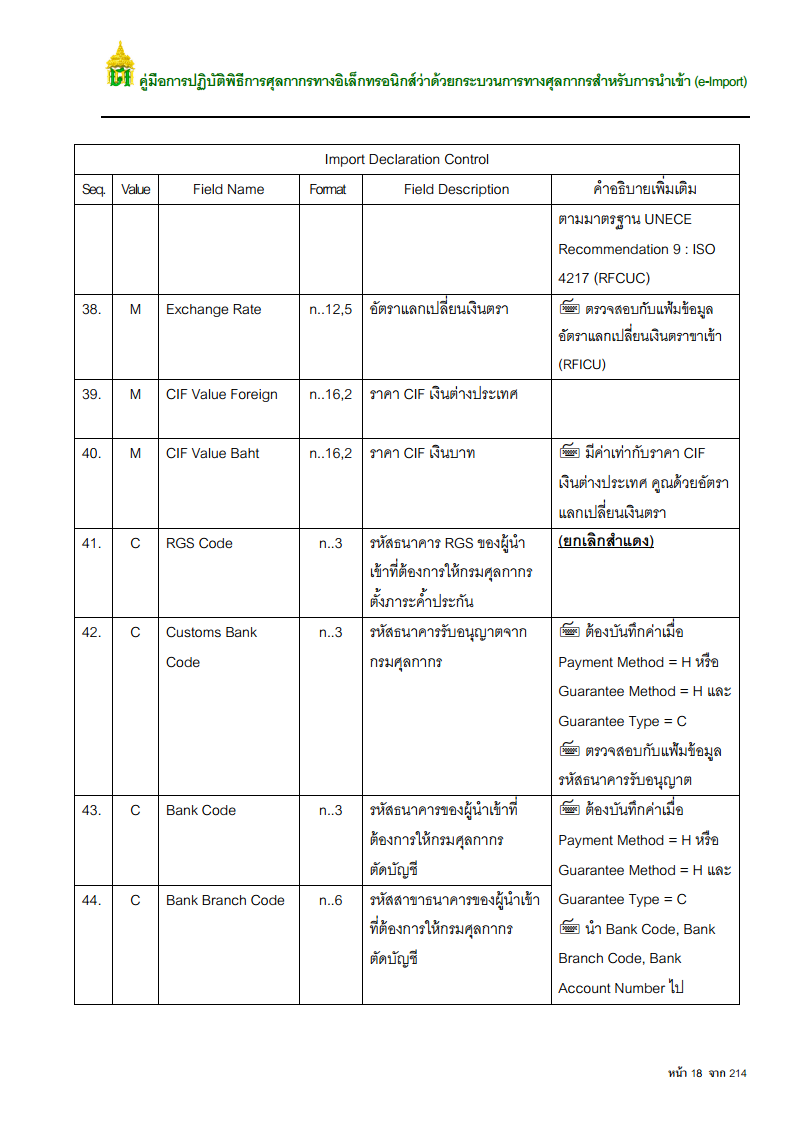 คู่มือการปฏิบัติพิธีการศุลกากรทางอิเล็กทรอนิกส์ว่าด้วยกระบวนการทางศุลกากรสำหรับการนำเข้า (e-Import)
Import Declaration Control
Seq. Value Field Name Format Field Description คำอธิบายเพิ่มเติม
ตามมาตรฐาน UNECE
Recommendation 9 : ISO
4217 (RFCUC)
38. M Exchange Rate n..12,5 อัตราแลกเปลี่ยนเงินตรา ตรวจสอบกับแฟ้มข้อมูล
อัตราแลกเปลี่ยนเงินตราขาเข้า
(RFICU)
39. M CIF Value Foreign n..16,2 ราคา CIF เงินต่างประเทศ
40. M CIF Value Baht n..16,2 ราคา CIF เงินบาท มีค่าเท่ากับราคา CIF
เงินต่างประเทศ คูณด้วยอัตรา
แลกเปลี่ยนเงินตรา
41. C RGS Code n..3 รหัสธนาคาร RGS ของผู้นำ (ยกเลิกสำแดง)
เข้าที่ต้องการให้กรมศุลกากร
ตั้งภาระค้ำประกัน
42. C Customs Bank n..3 รหัสธนาคารรับอนุญาตจาก ต้องบันทึกค่าเมื่อ
Code กรมศุลกากร Payment Method = H หรือ
Guarantee Method = H และ
Guarantee Type = C
ตรวจสอบกับแฟ้มข้อมูล
รหัสธนาคารรับอนุญาต
43. C Bank Code n..3 รหัสธนาคารของผู้นำเข้าที่ ต้องบันทึกค่าเมื่อ
ต้องการให้กรมศุลกากร Payment Method = H หรือ
ตัดบัญชี Guarantee Method = H และ
44. C Bank Branch Code n..6 รหัสสาขาธนาคารของผู้นำเข้า Guarantee Type = C
ที่ต้องการให้กรมศุลกากร นำ Bank Code, Bank
ตัดบัญชี Branch Code, Bank
Account Number ไป
หน้า 18 จาก 214